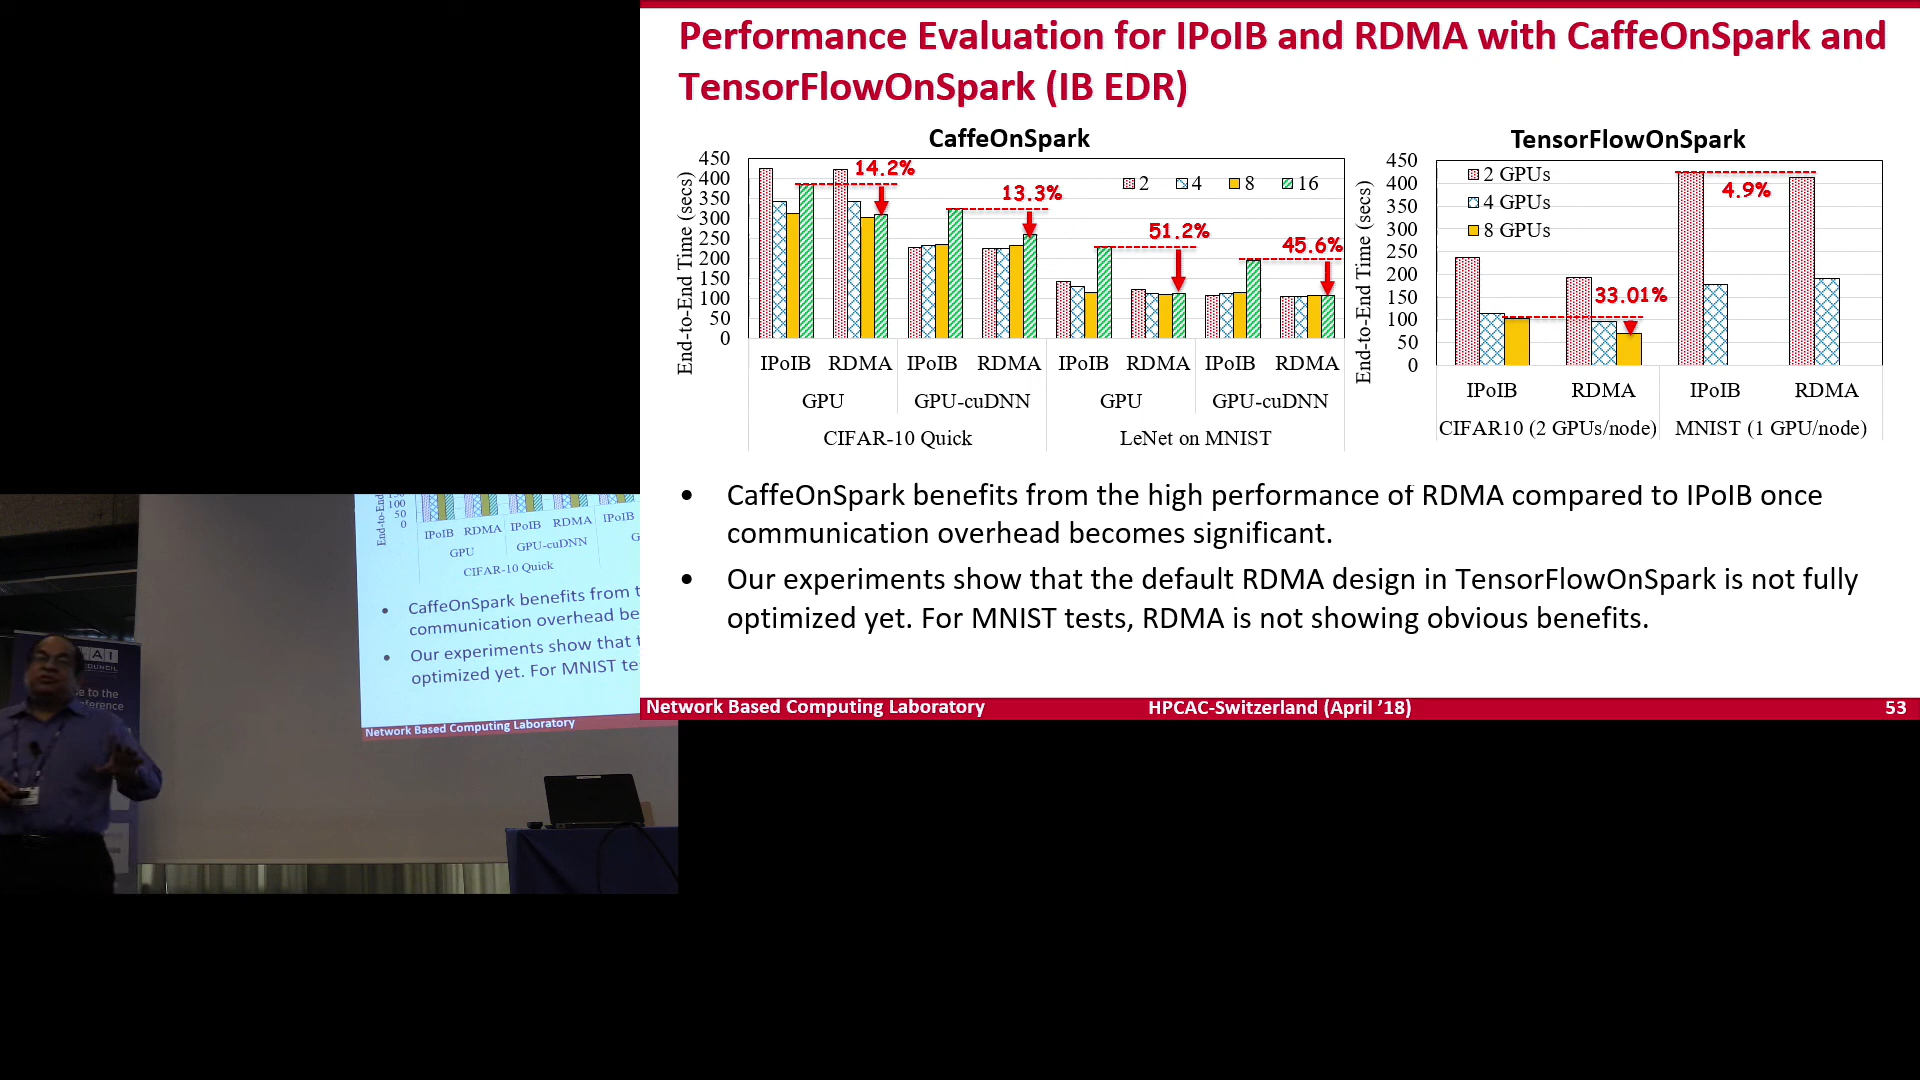 Performance Evaluation for IPoIB and RDMA with CaffeOnSpark and
TensorFlowOnSpark (IB EDR)
CaffeOnSpark
End-to-End Time (secs)
450
400
350
300
250
200
150
100
50
0
2 4 8 16
14.2%
13.3%
51.2%
45.6%
IPoIB RDMA IPoIB RDMA IPoIB RDMA IPoIB RDMA
GPU GPU-cuDNN GPU GPU-cuDNN
CIFAR-10 Quick LeNet on MNIST
TensorFlowOnSpark
End-to-End Time (secs)
450
400
350
300
250
200
150
100
50
0
2 GPUs
4 GPUs
8 GPUs
33.01%
4.9%
IPoIB RDMA IPoIB RDMA
CIFAR10 (2 GPUs/node) MNIST (1 GPU/node)
• CaffeOnSpark benefits from the high performance of RDMA compared to IPoIB once
communication overhead becomes significant.
• Our experiments show that the default RDMA design in TensorFlowOnSpark is not fully
optimized yet. For MNIST tests, RDMA is not showing obvious benefits.
Network Based Computing Laboratory HPCAC-Switzerland (April ’18) 53
End-to-End
100
50
0
IPoIB RDMA IPoIB RDMA IPoIB
GPU GPU-cuDNN G
CIFAR-10 Quick
• CaffeOnSpark benefits from t
communication overhead be
• Our experiments show that t
optimized yet. For MNIST te
Network Based Computing Laboratory
AI
COUNCIL
e to the
ference